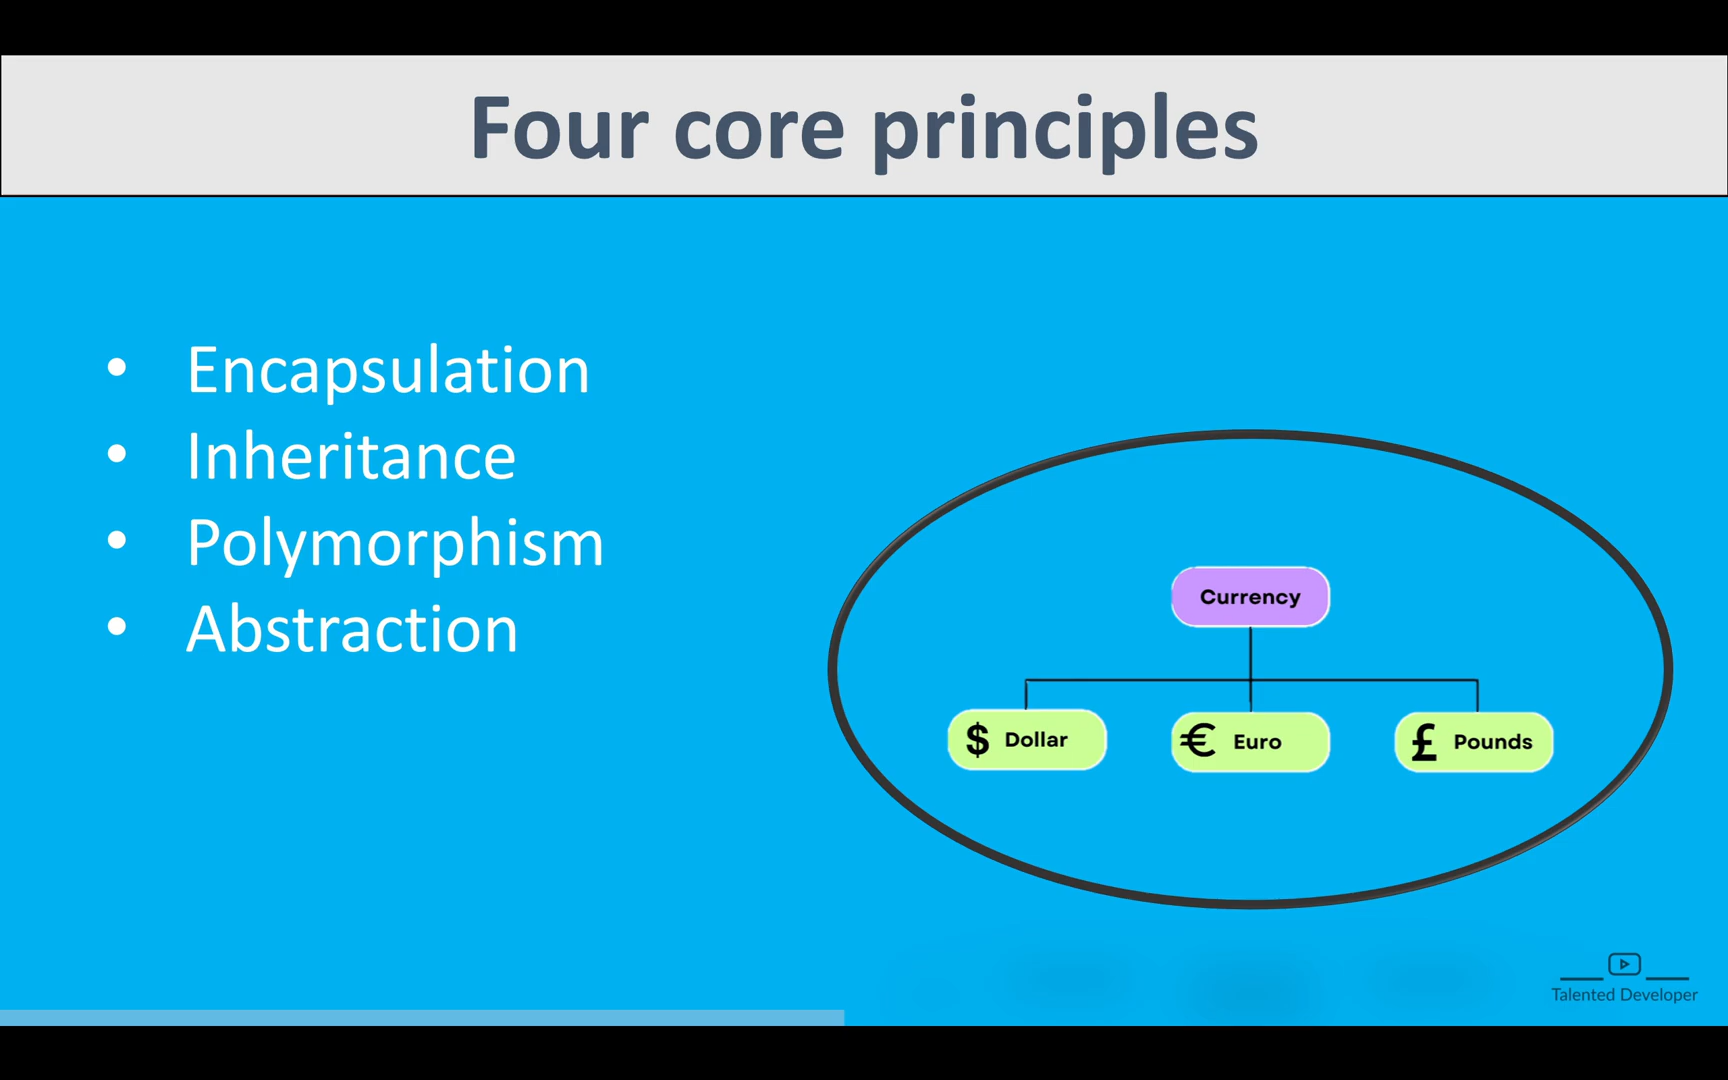 Four core principles
• Encapsulation
• Inheritance
• Polymorphism
• Abstraction
Currency
$ Dollar
€ Euro
£ Pounds
Talented Developer